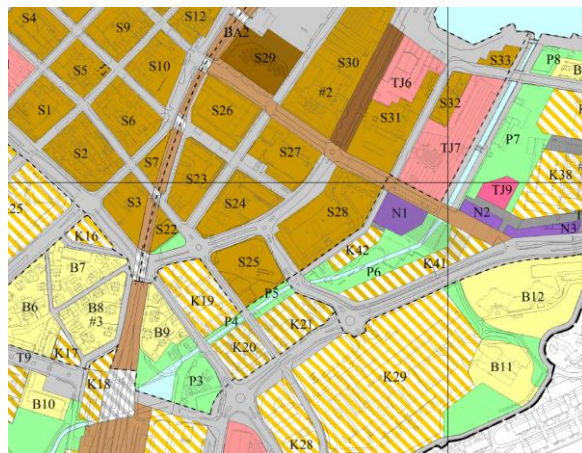 S4
S9
S12
BA2
S5
S10
S29
S30
#2
TJ6
S33
P8
B
S1
S6
S26
S31
S32
S2
S7
S27
TJ7
P7
S3
S23
TJ9
K38
25
S24
S28
N1
N2
N3
S22
K16
K42
K41
B7
S25
P6
K19
P5
B12
B6
B8
#3
B9
P4
K21
K17
K20
T9
B11
K18
P3
K29
B10
K28